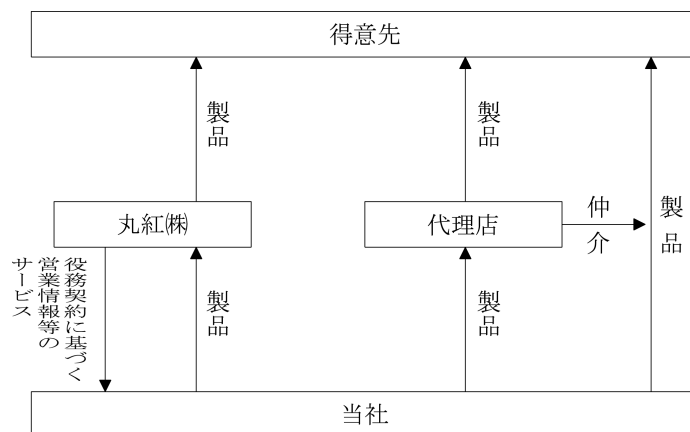 得意先
製品
製品
丸紅㈱
代理店
仲介
製品
役務契約に基づく
営業情報等の
サービス
製品
製品
当社